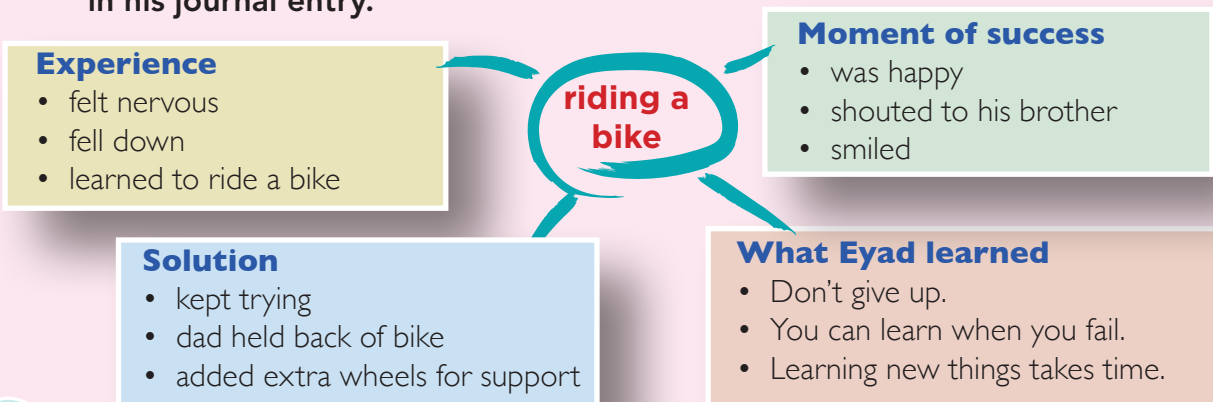 in his journal entry.
Experience
• felt nervous
• fell down
• learned to ride a bike
riding a
bike
Moment of success
• was happy
• shouted to his brother
• smiled
Solution
• kept trying
• dad held back of bike
• added extra wheels for support
What Eyad learned
• Don't give up.
• You can learn when you fail.
• Learning new things takes time.